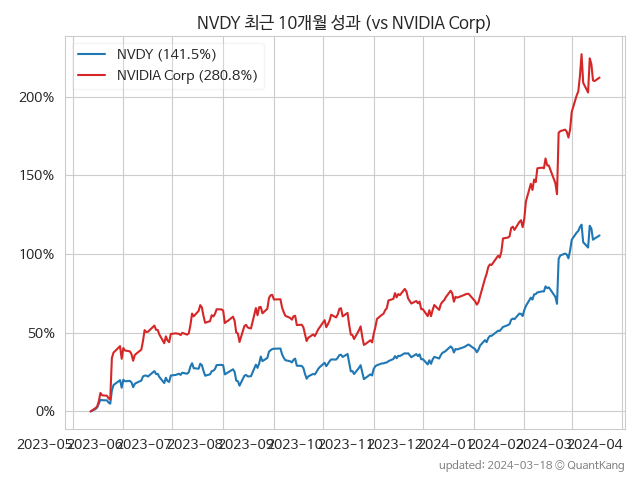 NVDY 최근 10개월 성과 (vs NVIDIA Corp)
NVDY (141.5%)
NVIDIA Corp (280.8%)
200%
150%
100%
50%
0%
2023-05 2023-06 2023-07 2023-08 2023-09 2023-10 2023-11 2023-12 2024-01 2024-02 2024-03 2024-04
updated: 2024-03-18 © QuantKang